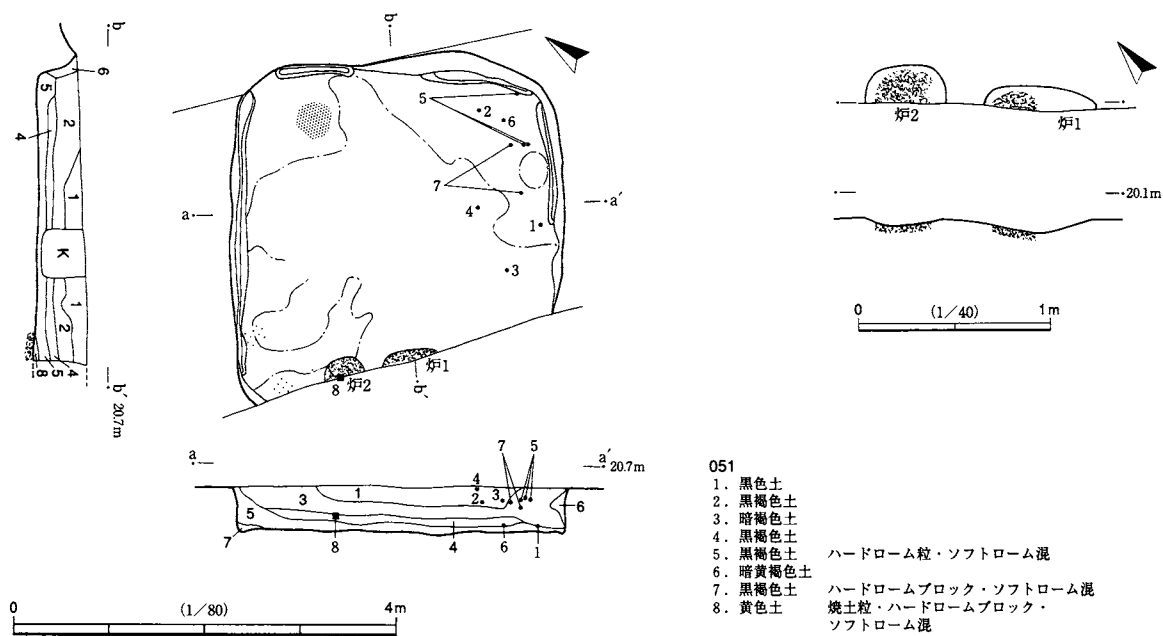 b
6
5
2
4
1
K
1
2
8 5 4
b′ 20.7m
b
5
2
6
7
a
a′
4
1
3
炉1
8 炉2
b′
炉2
炉1
20.1m
0 (1/40) 1m
a
a′ 20.7m
7 5
4
3 1 2 3
5 6
7 8 4 6 1
0 (1/80) 4m
051
1. 黒色土
2. 黒褐色土
3. 暗褐色土
4. 黒褐色土
5. 黒褐色土 ハードローム粒・ソフトローム混
6. 暗黄褐色土
7. 黒褐色土 ハードロームブロック・ソフトローム混
8. 黄色土 焼土粒・ハードロームブロック・
ソフトローム混